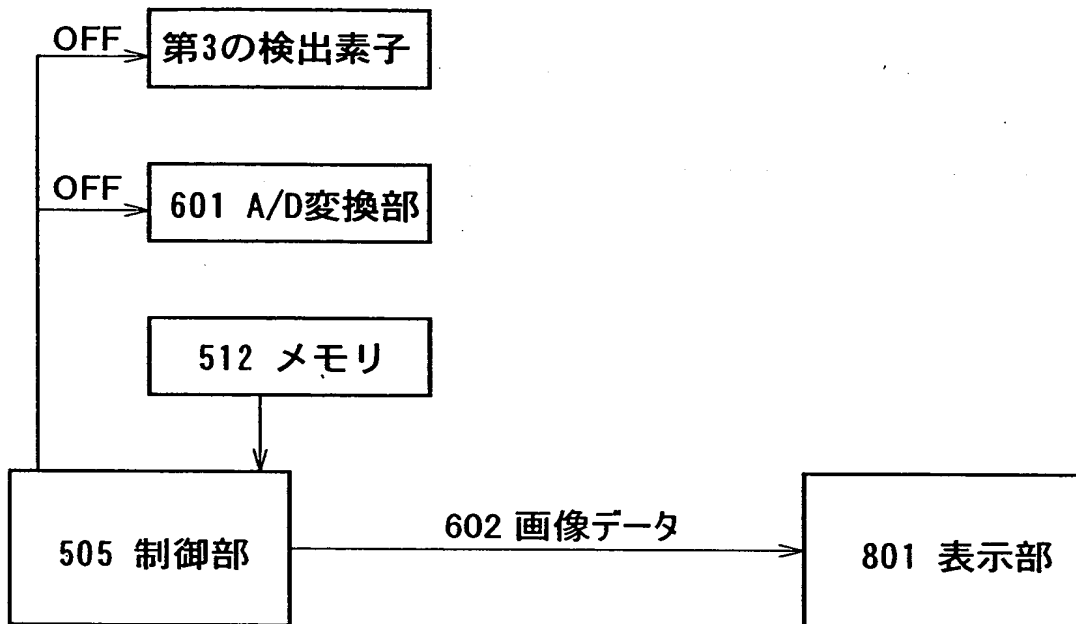 OFF
第3の検出素子
OFF
601 A/D変換部
512 メモリ
505 制御部
602 画像データ
801 表示部